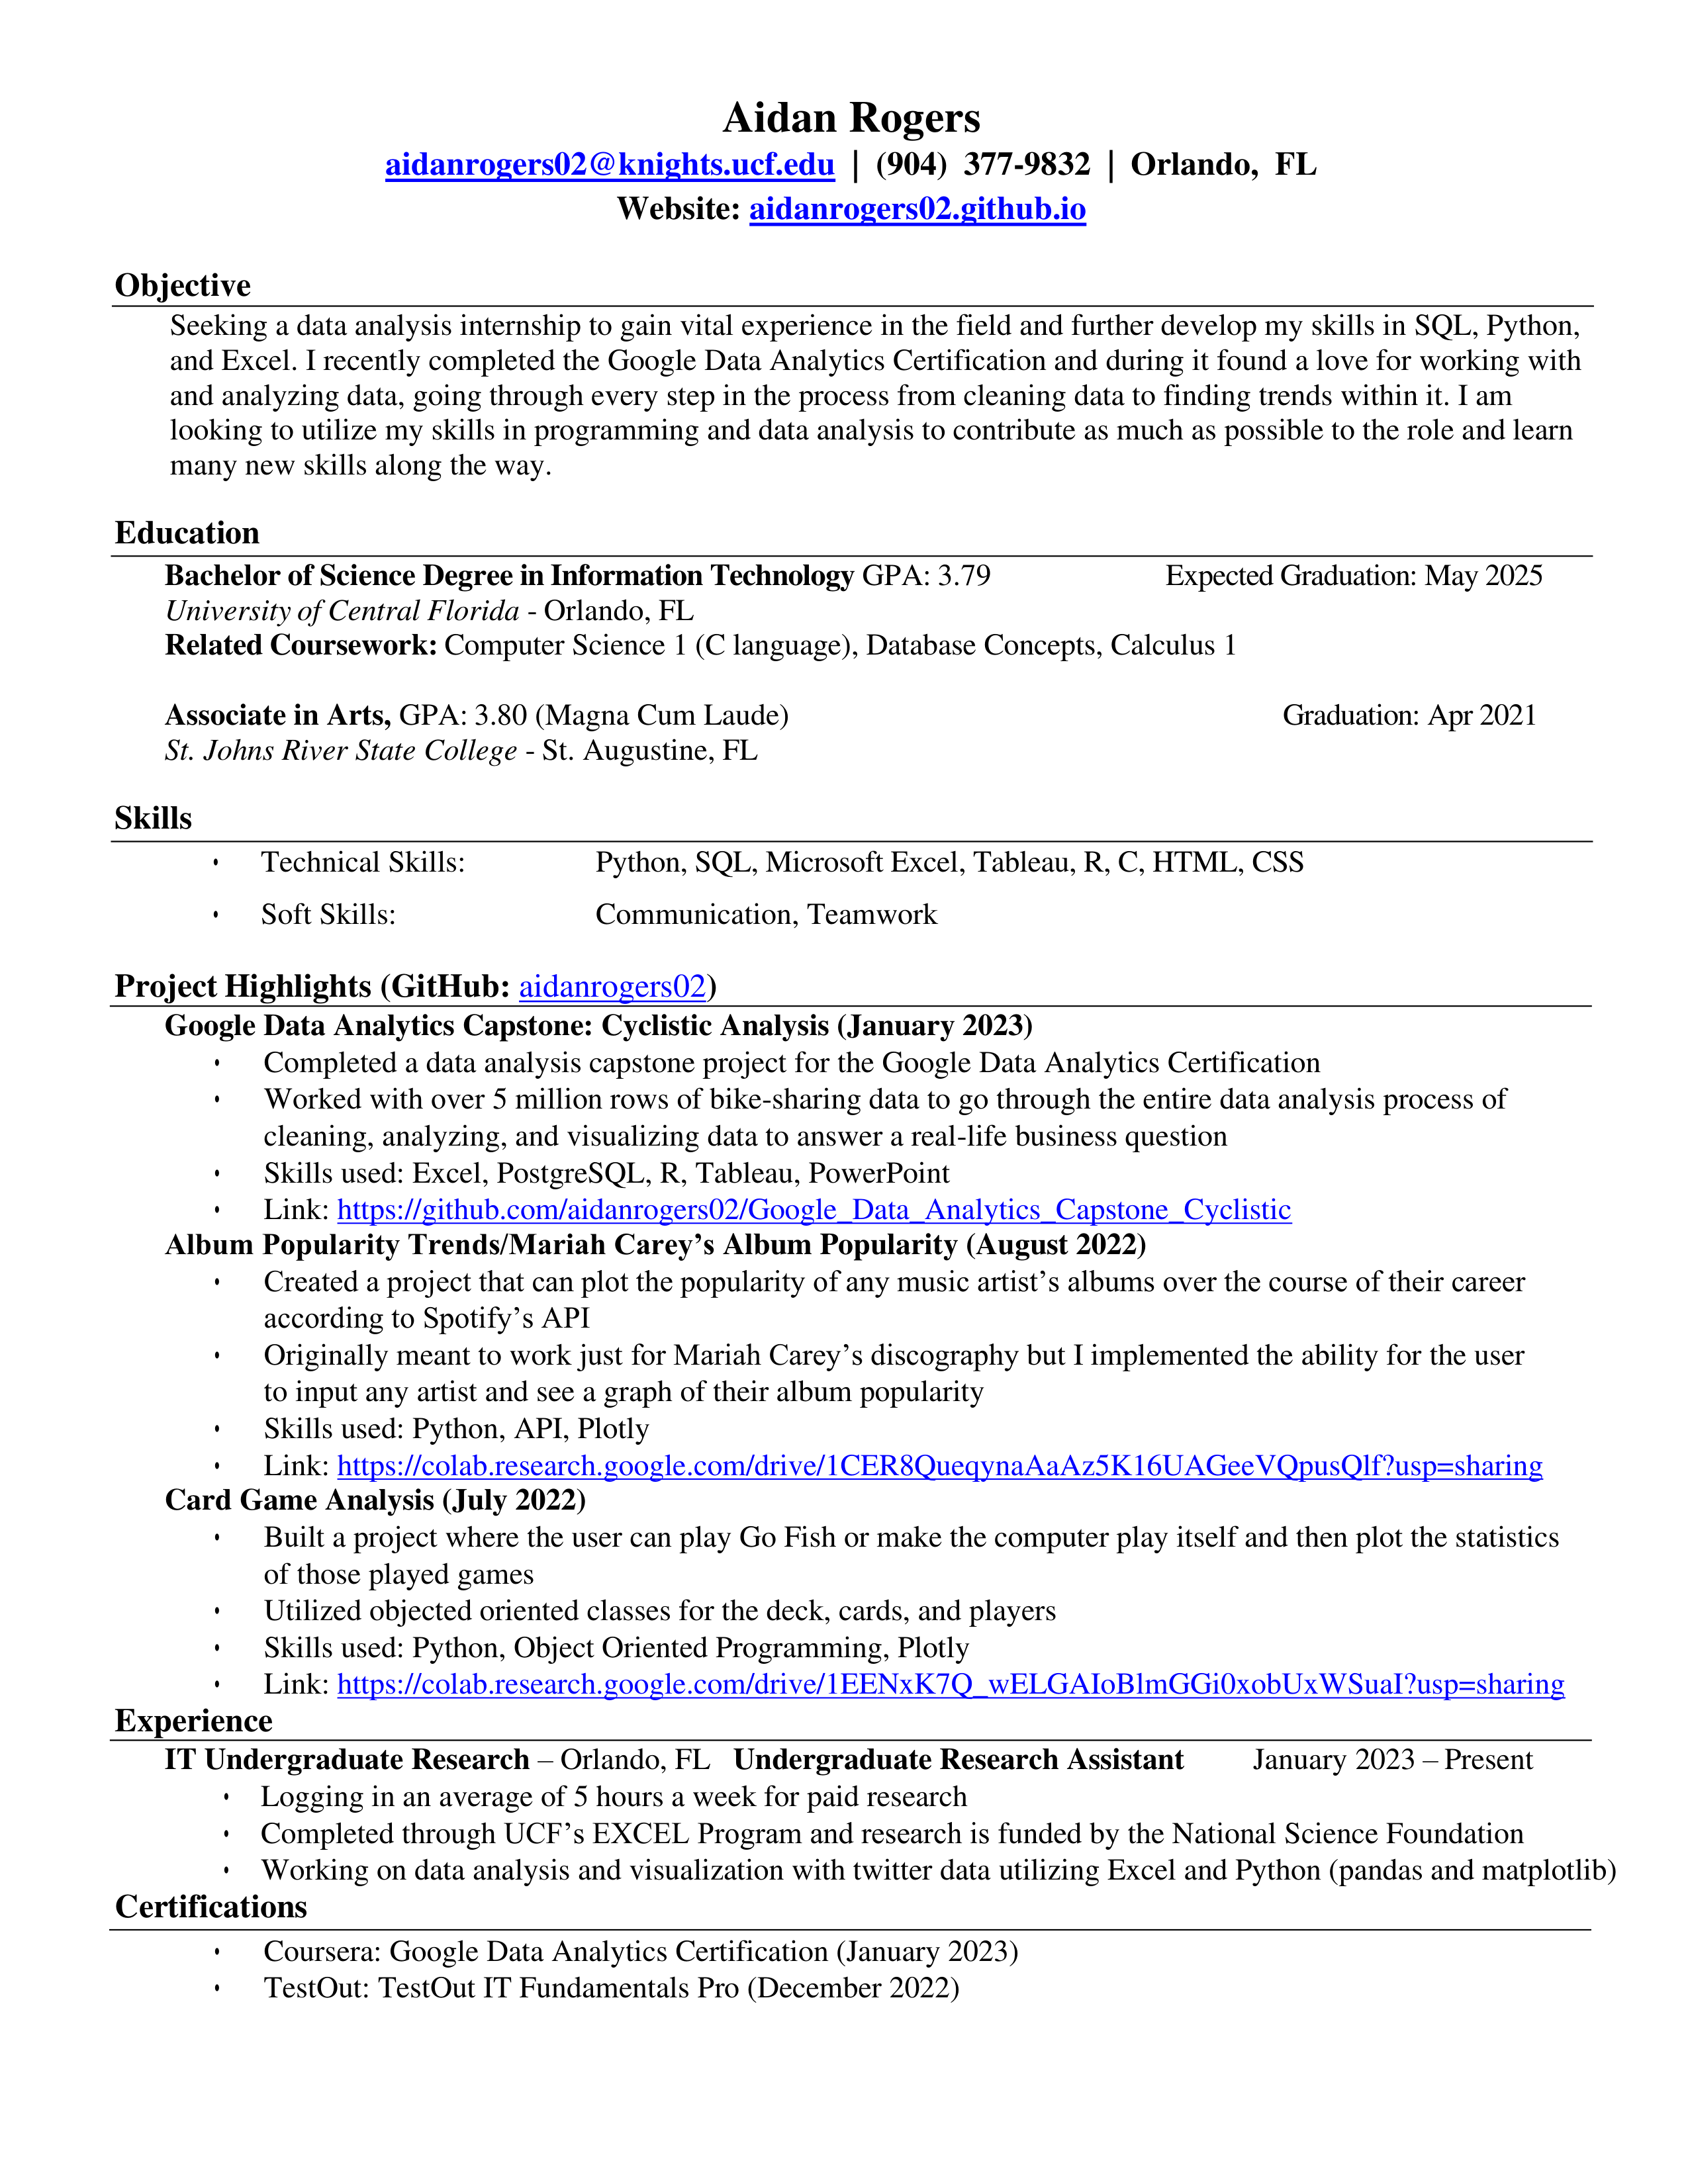 Aidan Rogers
aidanrogers02@knights.ucf.edu | (904) 377-9832 | Orlando, FL
Website: aidanrogers02.github.io
Objective
Seeking a data analysis internship to gain vital experience in the field and further develop my skills in SQL, Python,
and Excel. I recently completed the Google Data Analytics Certification and during it found a love for working with
and analyzing data, going through every step in the process from cleaning data to finding trends within it. I am
looking to utilize my skills in programming and data analysis to contribute as much as possible to the role and learn
many new skills along the way.
Education
Bachelor of Science Degree in Information Technology GPA: 3.79 Expected Graduation: May 2025
University of Central Florida - Orlando, FL
Related Coursework: Computer Science 1 (C language), Database Concepts, Calculus 1
Associate in Arts, GPA: 3.80 (Magna Cum Laude) Graduation: Apr 2021
St. Johns River State College - St. Augustine, FL
Skills
• Technical Skills: Python, SQL, Microsoft Excel, Tableau, R, C, HTML, CSS
• Soft Skills: Communication, Teamwork
Project Highlights (GitHub: aidanrogers02)
Google Data Analytics Capstone: Cyclistic Analysis (January 2023)
• Completed a data analysis capstone project for the Google Data Analytics Certification
• Worked with over 5 million rows of bike-sharing data to go through the entire data analysis process of
cleaning, analyzing, and visualizing data to answer a real-life business question
• Skills used: Excel, PostgreSQL, R, Tableau, PowerPoint
• Link: https://github.com/aidanrogers02/Google_Data_Analytics_Capstone_Cyclistic
Album Popularity Trends/Mariah Carey’s Album Popularity (August 2022)
• Created a project that can plot the popularity of any music artist’s albums over the course of their career
according to Spotify’s API
• Originally meant to work just for Mariah Carey’s discography but I implemented the ability for the user
to input any artist and see a graph of their album popularity
• Skills used: Python, API, Plotly
• Link: https://colab.research.google.com/drive/1CER8QueqynaAaAz5K16UAGeeVQpusQlf?usp=sharing
Card Game Analysis (July 2022)
• Built a project where the user can play Go Fish or make the computer play itself and then plot the statistics
of those played games
• Utilized objected oriented classes for the deck, cards, and players
• Skills used: Python, Object Oriented Programming, Plotly
• Link: https://colab.research.google.com/drive/1EENxK7Q_wELGAIoBlmGGi0xobUxWSuaI?usp=sharing
Experience
IT Undergraduate Research – Orlando, FL Undergraduate Research Assistant January 2023 – Present
• Logging in an average of 5 hours a week for paid research
• Completed through UCF’s EXCEL Program and research is funded by the National Science Foundation
• Working on data analysis and visualization with twitter data utilizing Excel and Python (pandas and matplotlib)
Certifications
• Coursera: Google Data Analytics Certification (January 2023)
• TestOut: TestOut IT Fundamentals Pro (December 2022)